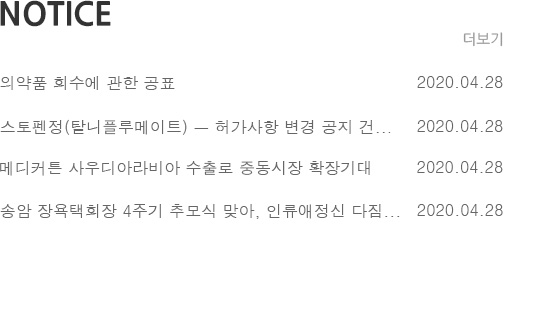 NOTICE
더보기
의약품 회수에 관한 공표 2020.04.28
스토펜정(탈니플루메이트) — 허가사항 변경 공지 건... 2020.04.28
메디커튼 사우디아라비아 수출로 중동시장 확장기대 2020.04.28
송암 장욕택회장 4주기 추모식 맞아, 인류애정신 다짐... 2020.04.28